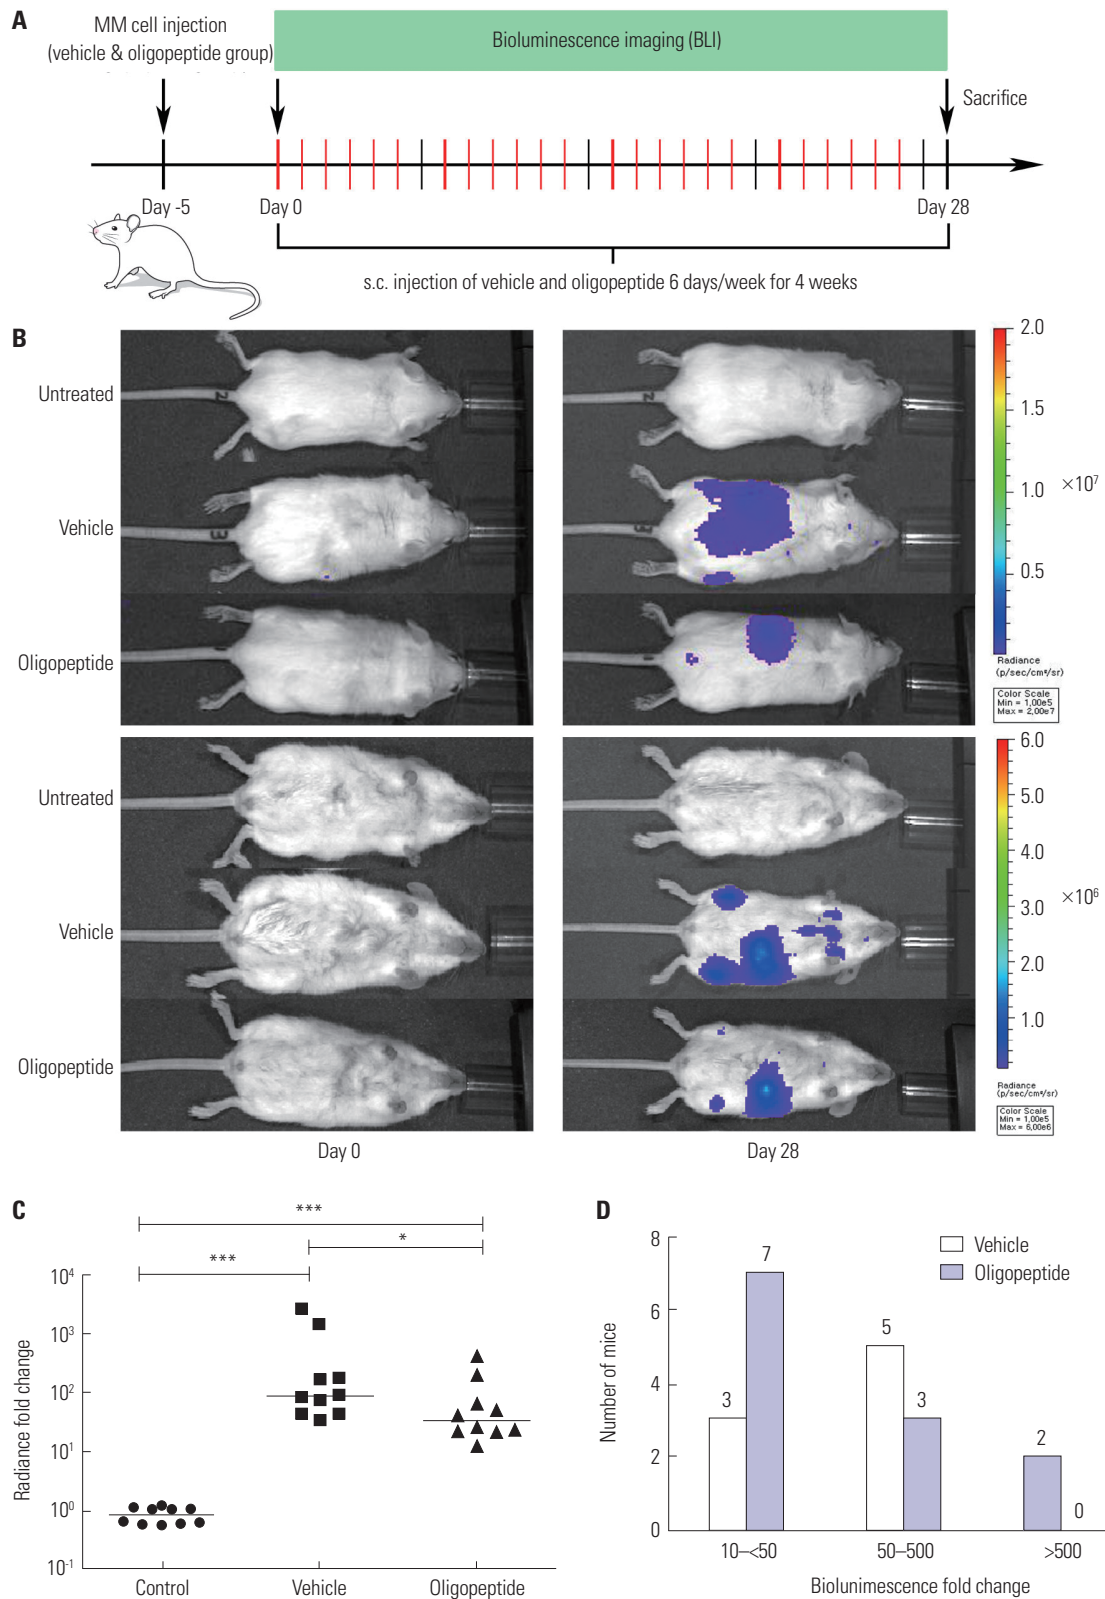 A
MM cell injection
(vehicle & oligopeptide group)
Bioluminescence imaging (BLI)
Sacrifice
Day -5
Day 0
Day 28
s.c. injection of vehicle and oligopeptide 6 days/week for 4 weeks
B
Untreated
Vehicle
Oligopeptide
2.0
1.5
1.0
×10⁷
0.5
Radiance
(p/sec/cm²/sr)
Color Scale
Min = 1.00e5
Max = 2.00e7
Untreated
Vehicle
Oligopeptide
6.0
5.0
4.0
3.0
×10⁶
2.0
1.0
Radiance
(p/sec/cm²/sr)
Color Scale
Min = 1.00e5
Max = 6.00e6
Day 0
Day 28
C
***
*
***
10⁴
10³
10²
10¹
10⁰
10⁻¹
Radiance fold change
Control
Vehicle
Oligopeptide
D
Vehicle
Oligopeptide
8
6
4
2
0
Number of mice
3
7
5
3
2
0
10–<50
50–500
>500
Biolunimescence fold change